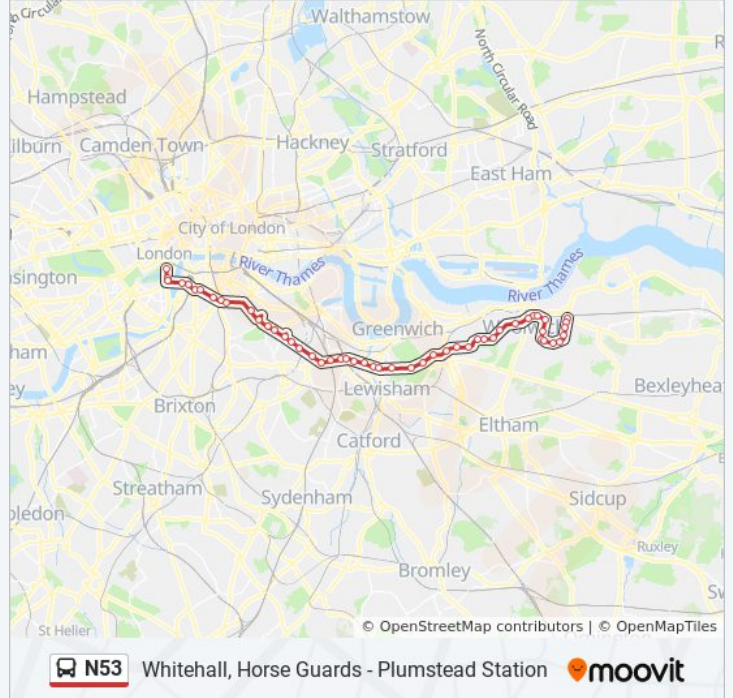 Walthamstow
North Circular Road
Hampstead
Camden Town
Hackney
Stratford
East Ham
City of London
London
River Thames
River Thames
Greenwich
Lewisham
Bexleyhea
Brixton
Catford
Eltham
Streatham
Sydenham
Sidcup
Ruxley
Bromley
St Helier
© OpenStreetMap contributors | © OpenMapTiles
N53 Whitehall, Horse Guards - Plumstead Station moovit